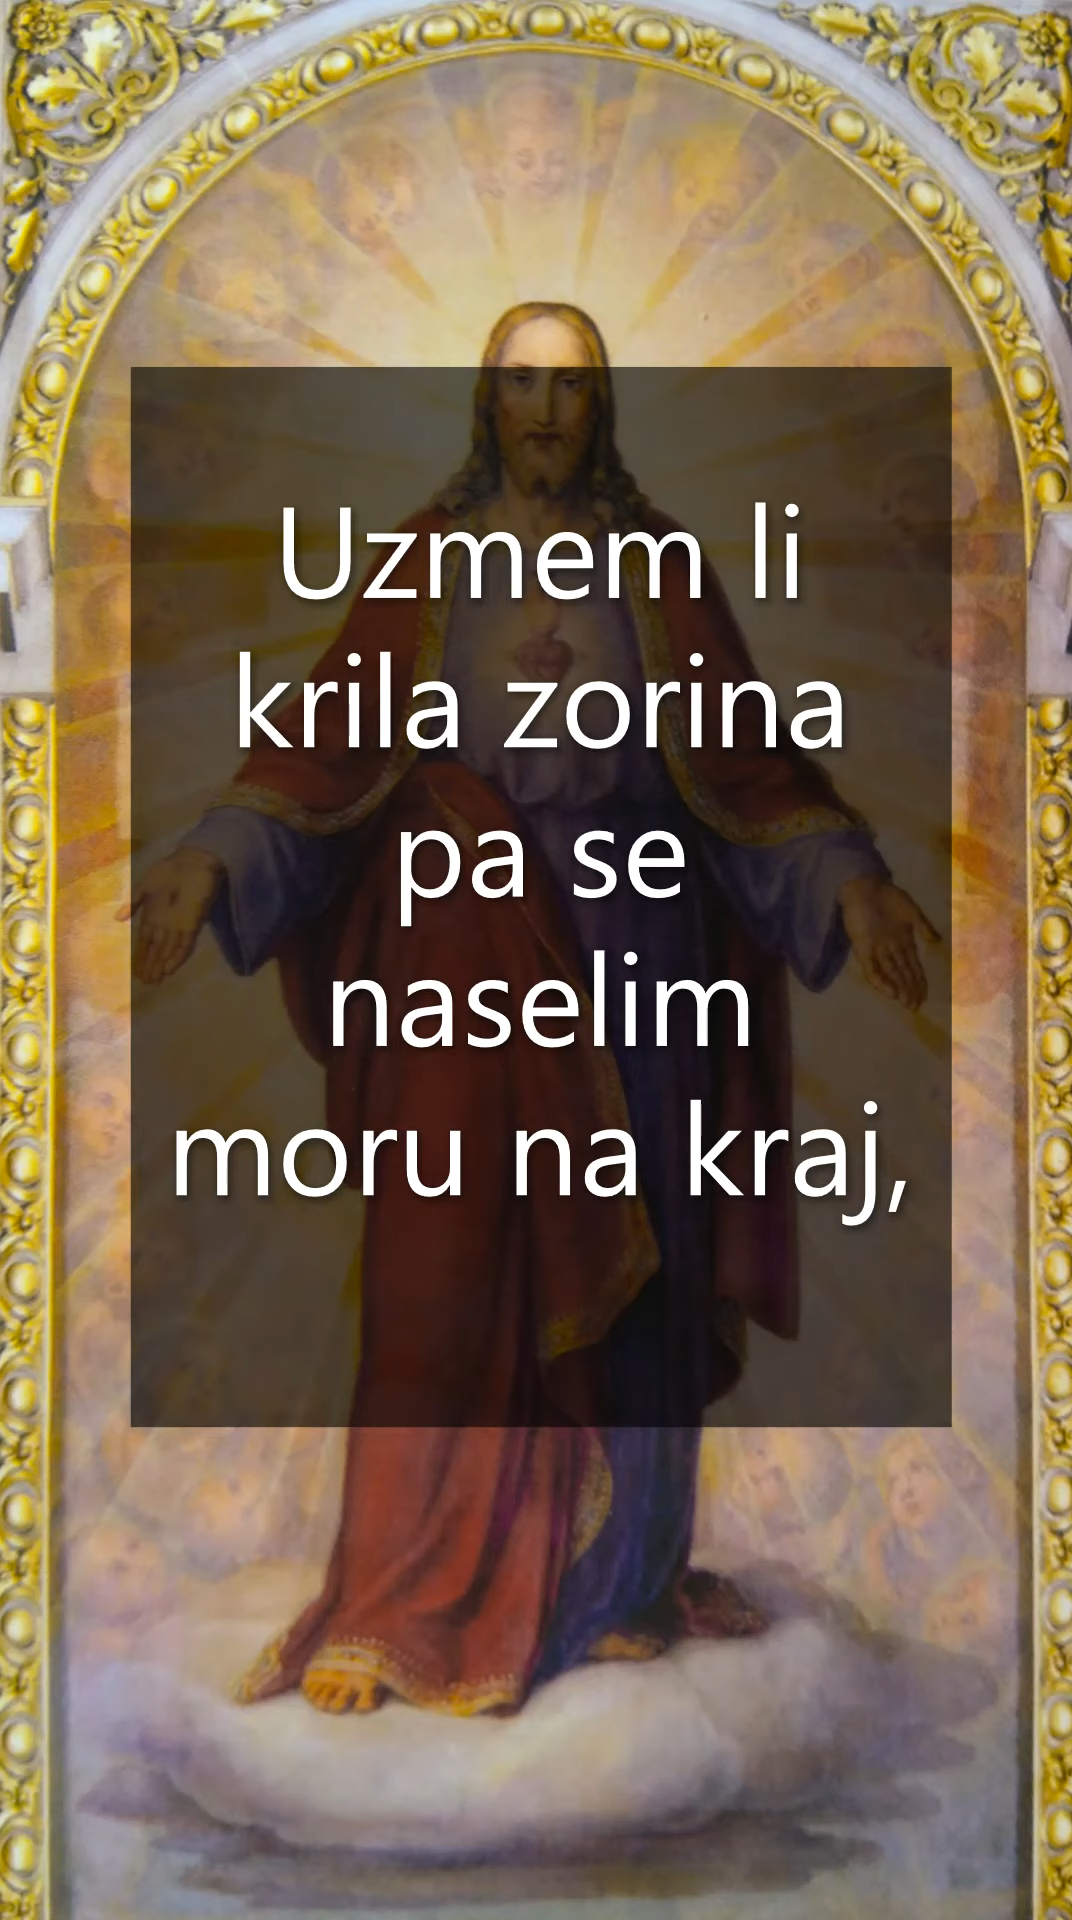 Uzmem li
krila zorina
pa se
naselim
moru na kraj,